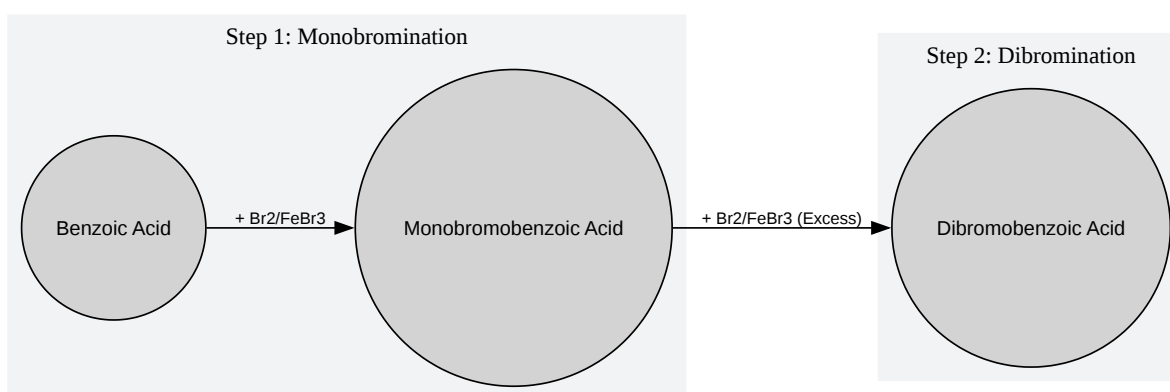 Step 1: Monobromination
Step 2: Dibromination
Benzoic Acid
+ Br2/FeBr3
Monobromobenzoic Acid
+ Br2/FeBr3 (Excess)
Dibromobenzoic Acid